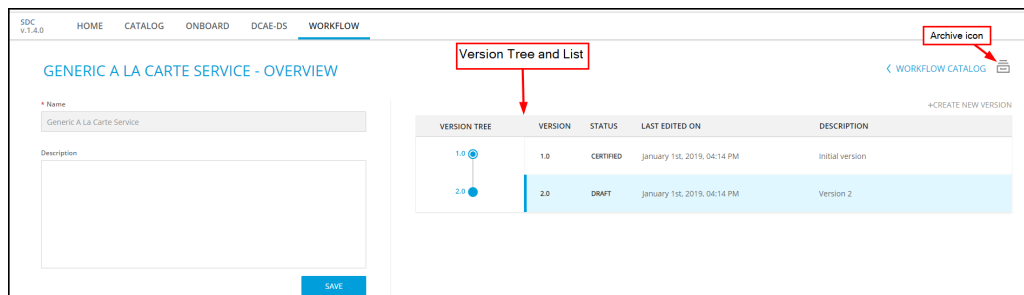 SDC
v.1.4.0
HOME CATALOG ONBOARD DCAE-DS WORKFLOW
Archive icon
Version Tree and List
GENERIC A LA CARTE SERVICE - OVERVIEW
< WORKFLOW CATALOG
* Name
Generic A La Carte Service
+CREATE NEW VERSION
VERSION TREE VERSION STATUS LAST EDITED ON DESCRIPTION
Description
1.0 1.0 CERTIFIED January 1st, 2019, 04:14 PM Initial version
2.0 2.0 DRAFT January 1st, 2019, 04:14 PM Version 2
SAVE